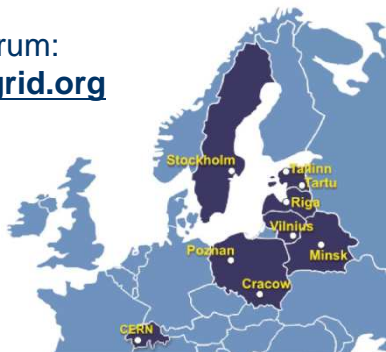 rum:
grid.org
Stockholm
Tallinn
Tartu
Riga
Vilnius
Minsk
Poznan
Cracow
CERN